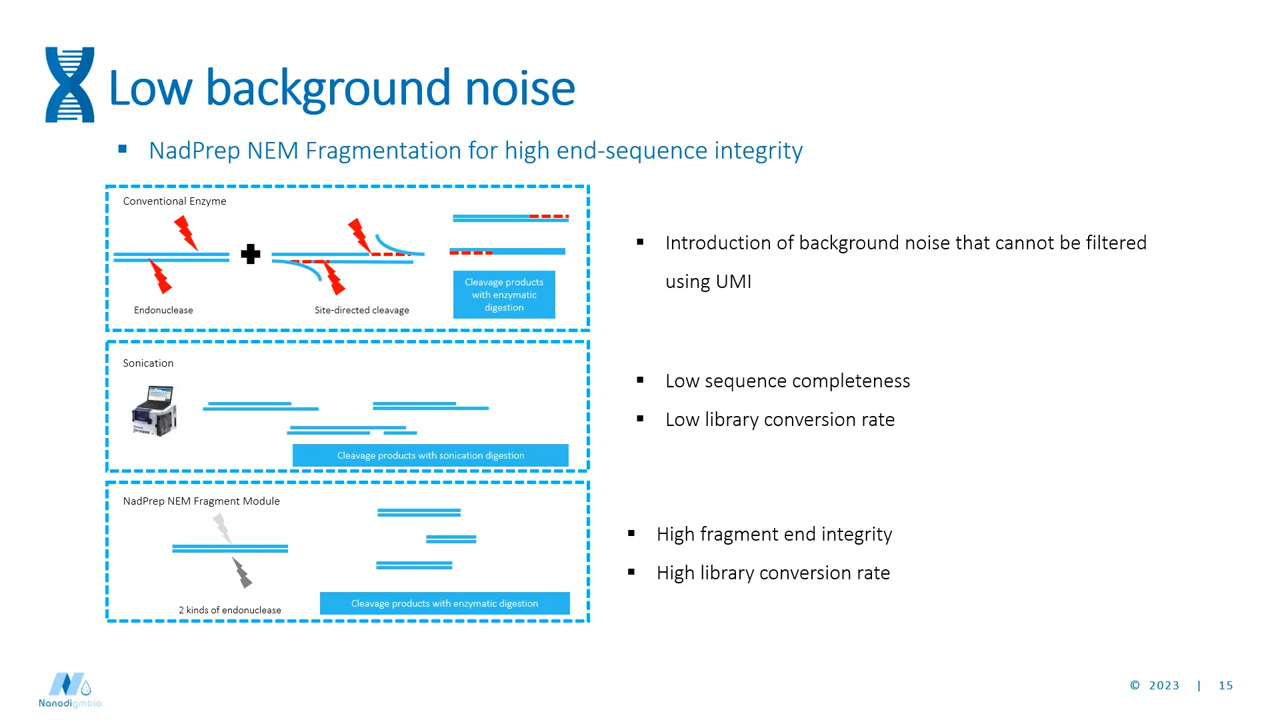 Low background noise
▪ NadPrep NEM Fragmentation for high end-sequence integrity
Conventional Enzyme
Endonuclease
Site-directed cleavage
Cleavage products
with enzymatic
digestion
▪ Introduction of background noise that cannot be filtered
using UMI
Sonication
Cleavage products with sonication digestion
▪ Low sequence completeness
▪ Low library conversion rate
NadPrep NEM Fragment Module
2 kinds of endonuclease
Cleavage products with enzymatic digestion
▪ High fragment end integrity
▪ High library conversion rate
Nanodigmbio
© 2023 | 15